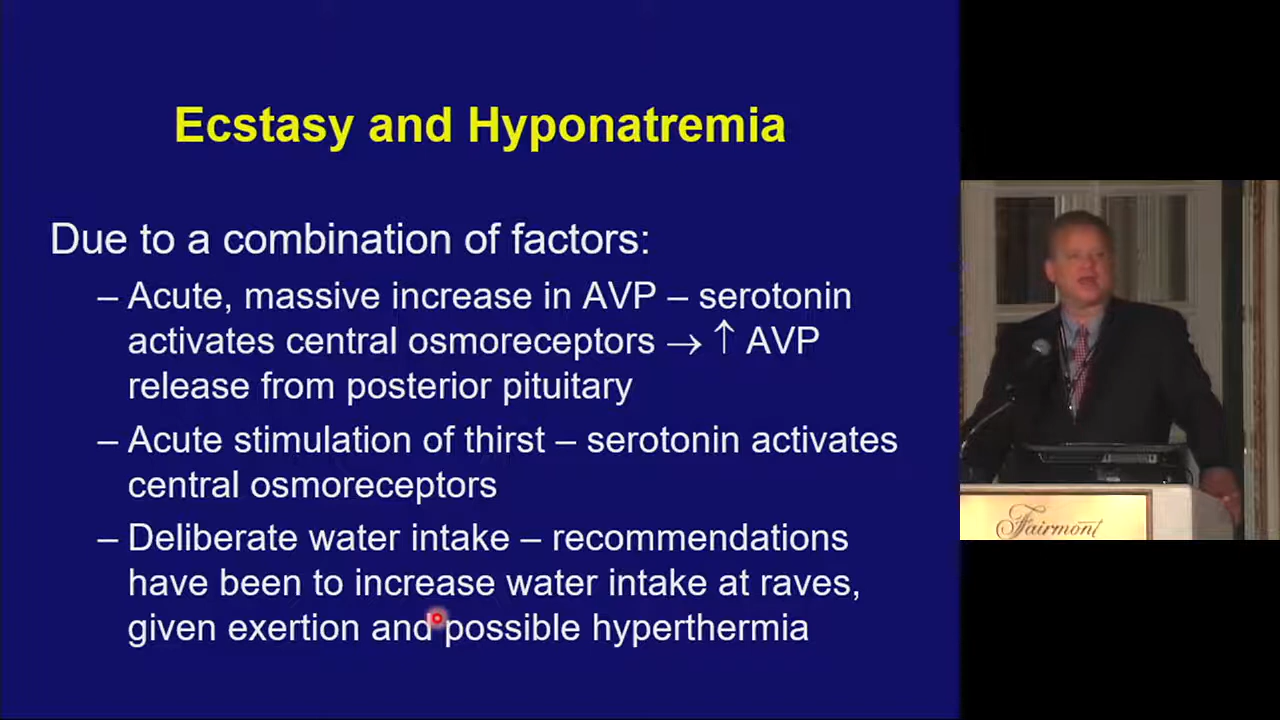 Ecstasy and Hyponatremia
Due to a combination of factors:
– Acute, massive increase in AVP – serotonin
activates central osmoreceptors → ↑ AVP
release from posterior pituitary
– Acute stimulation of thirst – serotonin activates
central osmoreceptors
– Deliberate water intake – recommendations
have been to increase water intake at raves,
given exertion and possible hyperthermia
Fairmont